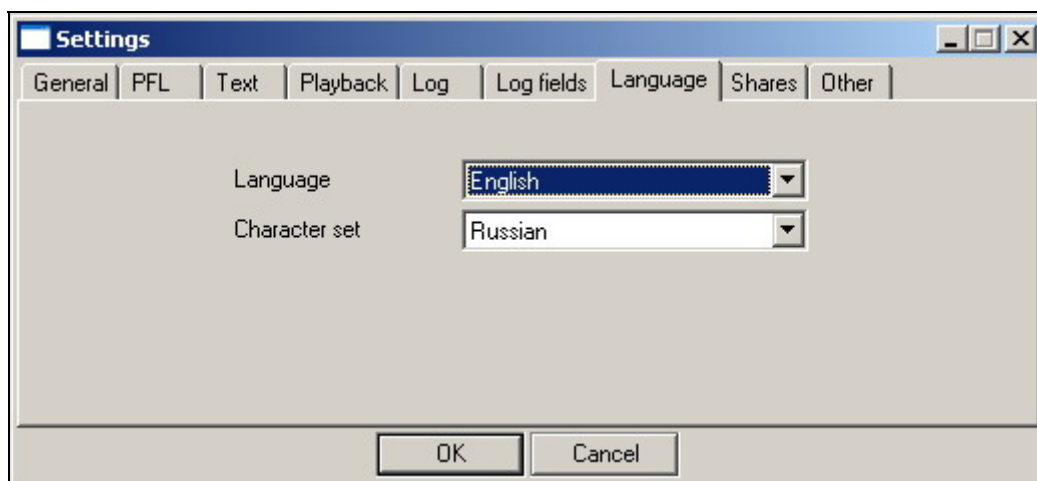 Settings
General PFL Text Playback Log Log fields Language Shares Other
Language English
Character set Russian
OK Cancel